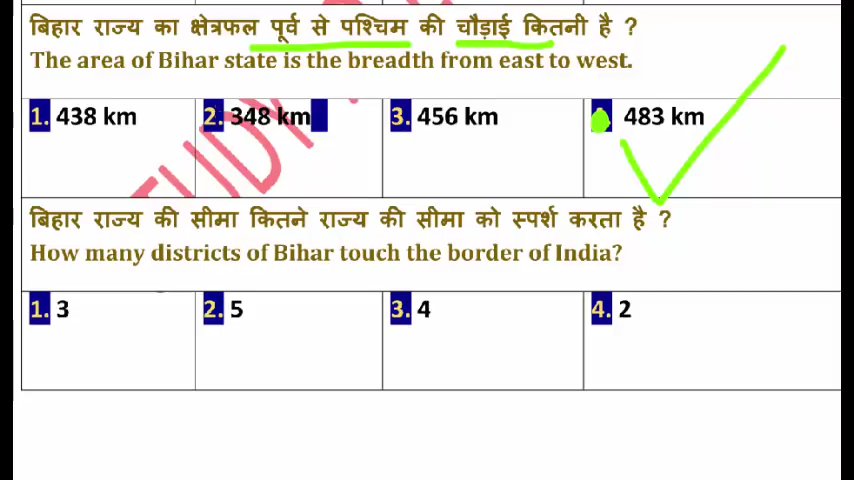 बिहार राज्य का क्षेत्रफल पूर्व से पश्चिम की चौड़ाई कितनी है ?
The area of Bihar state is the breadth from east to west.
1. 438 km 2. 348 km 3. 456 km 483 km
बिहार राज्य की सीमा कितने राज्य की सीमा को स्पर्श करता है ?
How many districts of Bihar touch the border of India?
1. 3 2. 5 3. 4 4. 2
STUDY